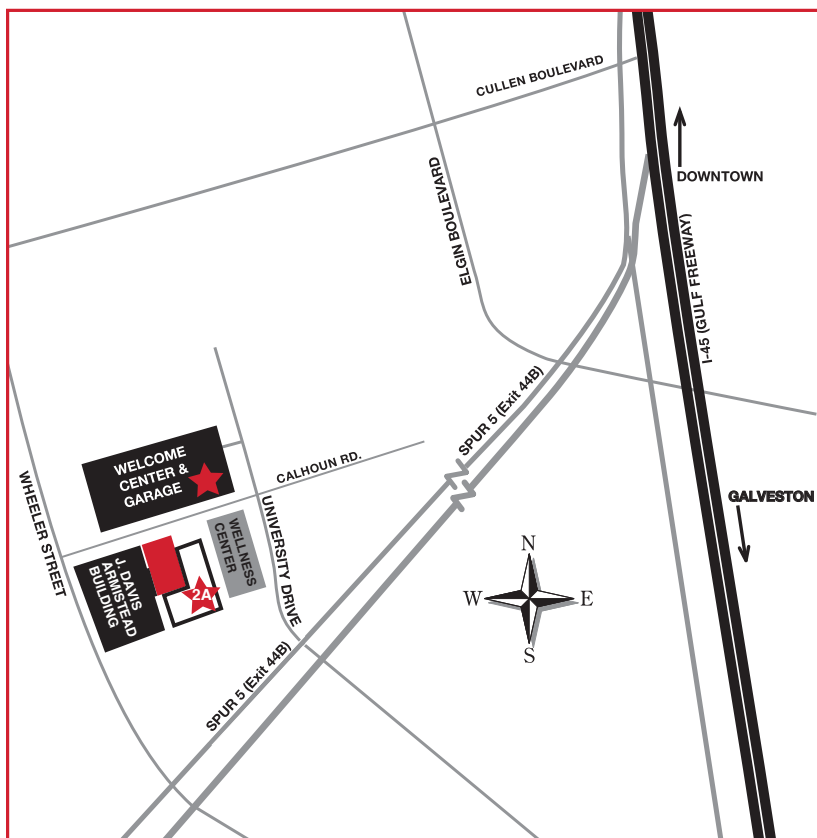 CULLEN BOULEVARD
DOWNTOWN
ELGIN BOULEVARD
I-45 (GULF FREEWAY)
SPUR 5 (Exit 44B)
WELCOME
CENTER &
GARAGE
CALHOUN RD.
WHEELER STREET
UNIVERSITY DRIVE
GALVESTON
WELLNESS
CENTER
J. DAVIS
ARMISTEAD
BUILDING
2A
N
W
E
S
SPUR 5 (Exit 44B)